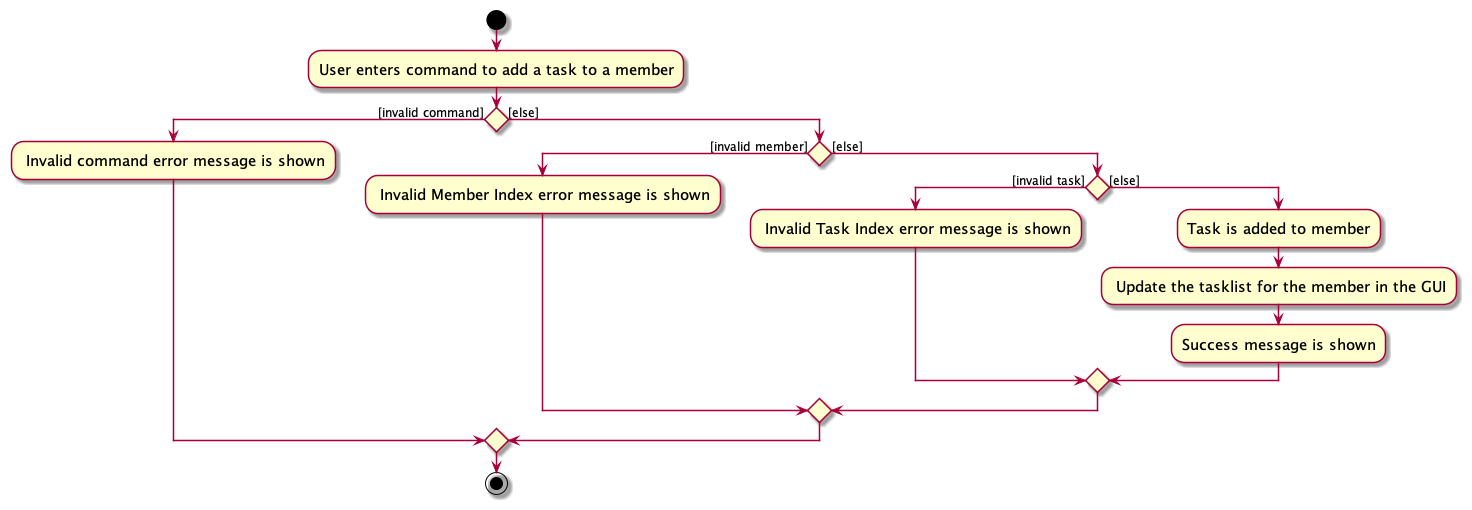 User enters command to add a task to a member
[invalid command]
[else]
Invalid command error message is shown
[invalid member]
[else]
Invalid Member Index error message is shown
[invalid task]
[else]
Invalid Task Index error message is shown
Task is added to member
Update the tasklist for the member in the GUI
Success message is shown